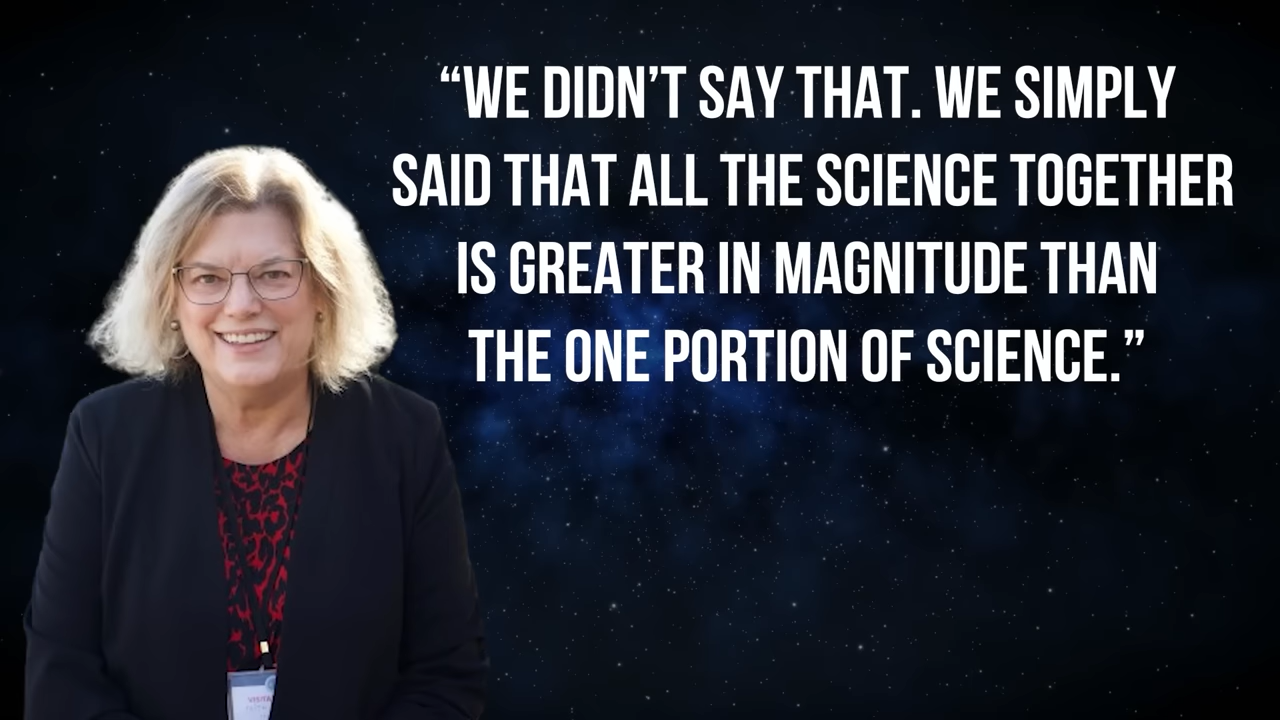 “WE DIDN’T SAY THAT. WE SIMPLY
SAID THAT ALL THE SCIENCE TOGETHER
IS GREATER IN MAGNITUDE THAN
THE ONE PORTION OF SCIENCE.”